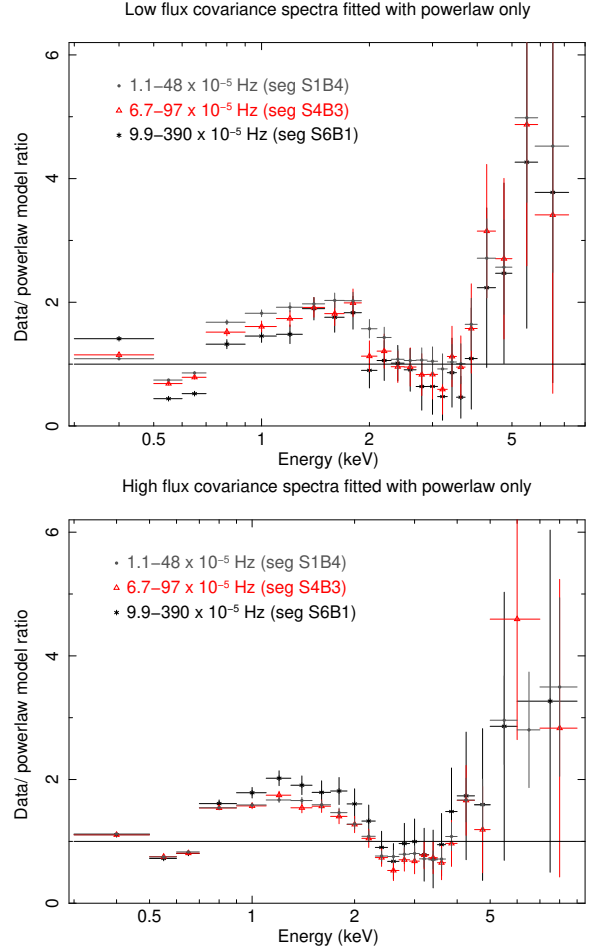 Low flux covariance spectra fitted with powerlaw only
6
1.1−48 x 10⁻⁵ Hz (seg S1B4)
6.7−97 x 10⁻⁵ Hz (seg S4B3)
9.9−390 x 10⁻⁵ Hz (seg S6B1)
4
Data/ powerlaw model ratio
2
0
0.5 1 2 5
Energy (keV)
High flux covariance spectra fitted with powerlaw only
6
1.1−48 x 10⁻⁵ Hz (seg S1B4)
6.7−97 x 10⁻⁵ Hz (seg S4B3)
9.9−390 x 10⁻⁵ Hz (seg S6B1)
4
Data/ powerlaw model ratio
2
0
0.5 1 2 5
Energy (keV)